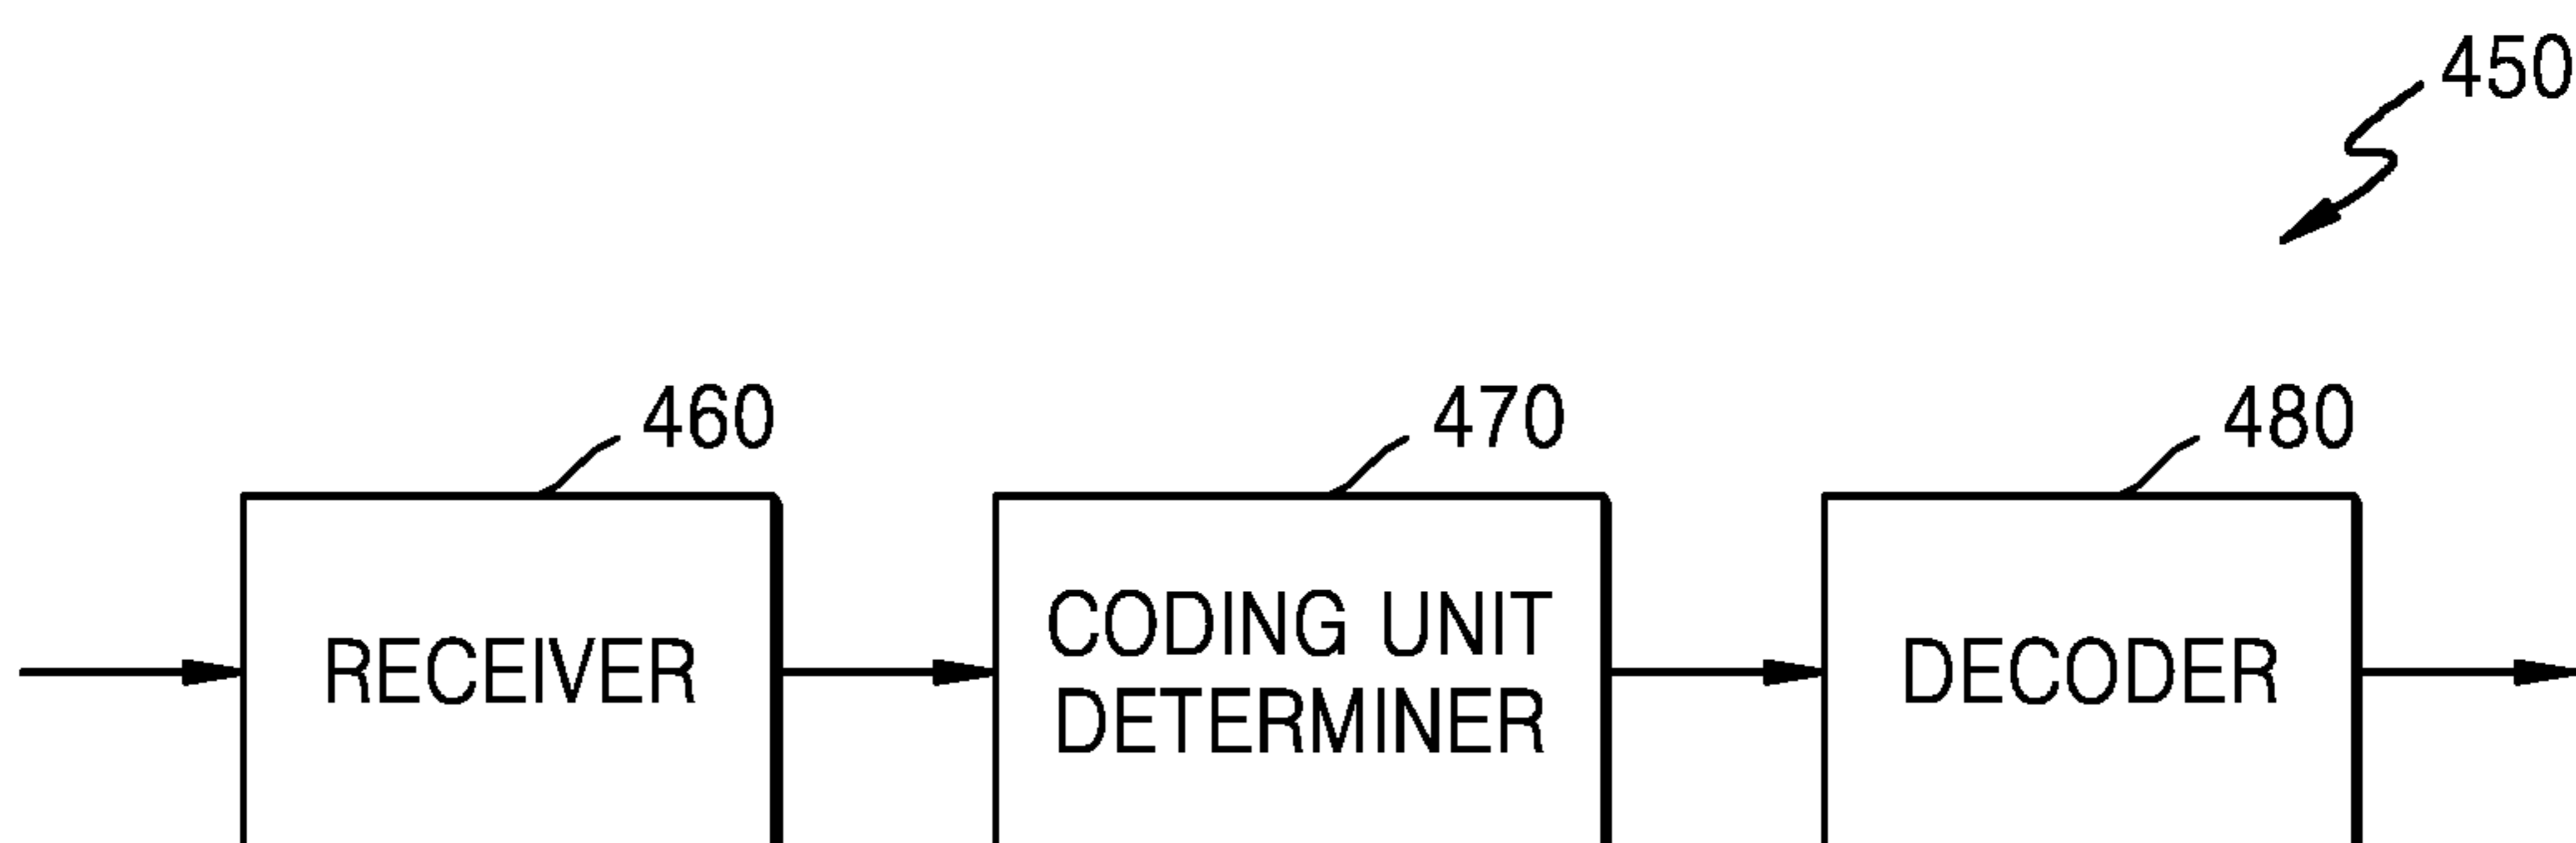 450
460
470
480
RECEIVER
CODING UNIT
DETERMINER
DECODER